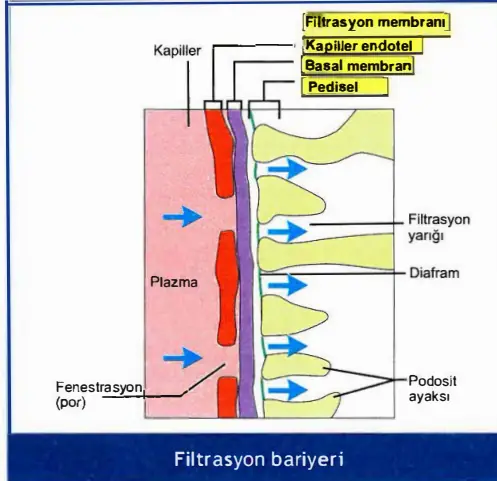 Filtrasyon membranı
Kapiller
Kapiller endotel
Basal membran
Pedisel
Filtrasyon
yarığı
Plazma
Diafram
Fenestrasyon
(por)
Podosit
ayaksı
Filtrasyon bariyeri